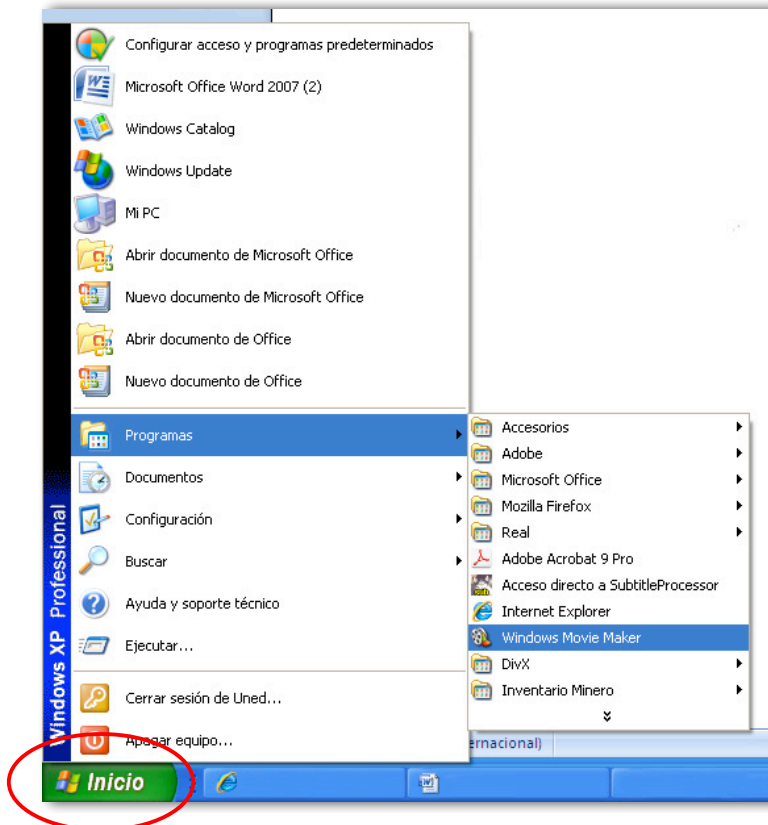 Configurar acceso y programas predeterminados
Microsoft Office Word 2007 (2)
Windows Catalog
Windows Update
Mi PC
Abrir documento de Microsoft Office
Nuevo documento de Microsoft Office
Abrir documento de Office
Nuevo documento de Office
Programas
Documentos
Configuración
Buscar
Ayuda y soporte técnico
Ejecutar...
Cerrar sesión de Uned...
Apagar equipo...
Windows XP Professional
Accesorios
Adobe
Microsoft Office
Mozilla Firefox
Real
Adobe Acrobat 9 Pro
Acceso directo a SubtitleProcessor
Internet Explorer
Windows Movie Maker
DivX
Inventario Minero
ernacional)
Inicio